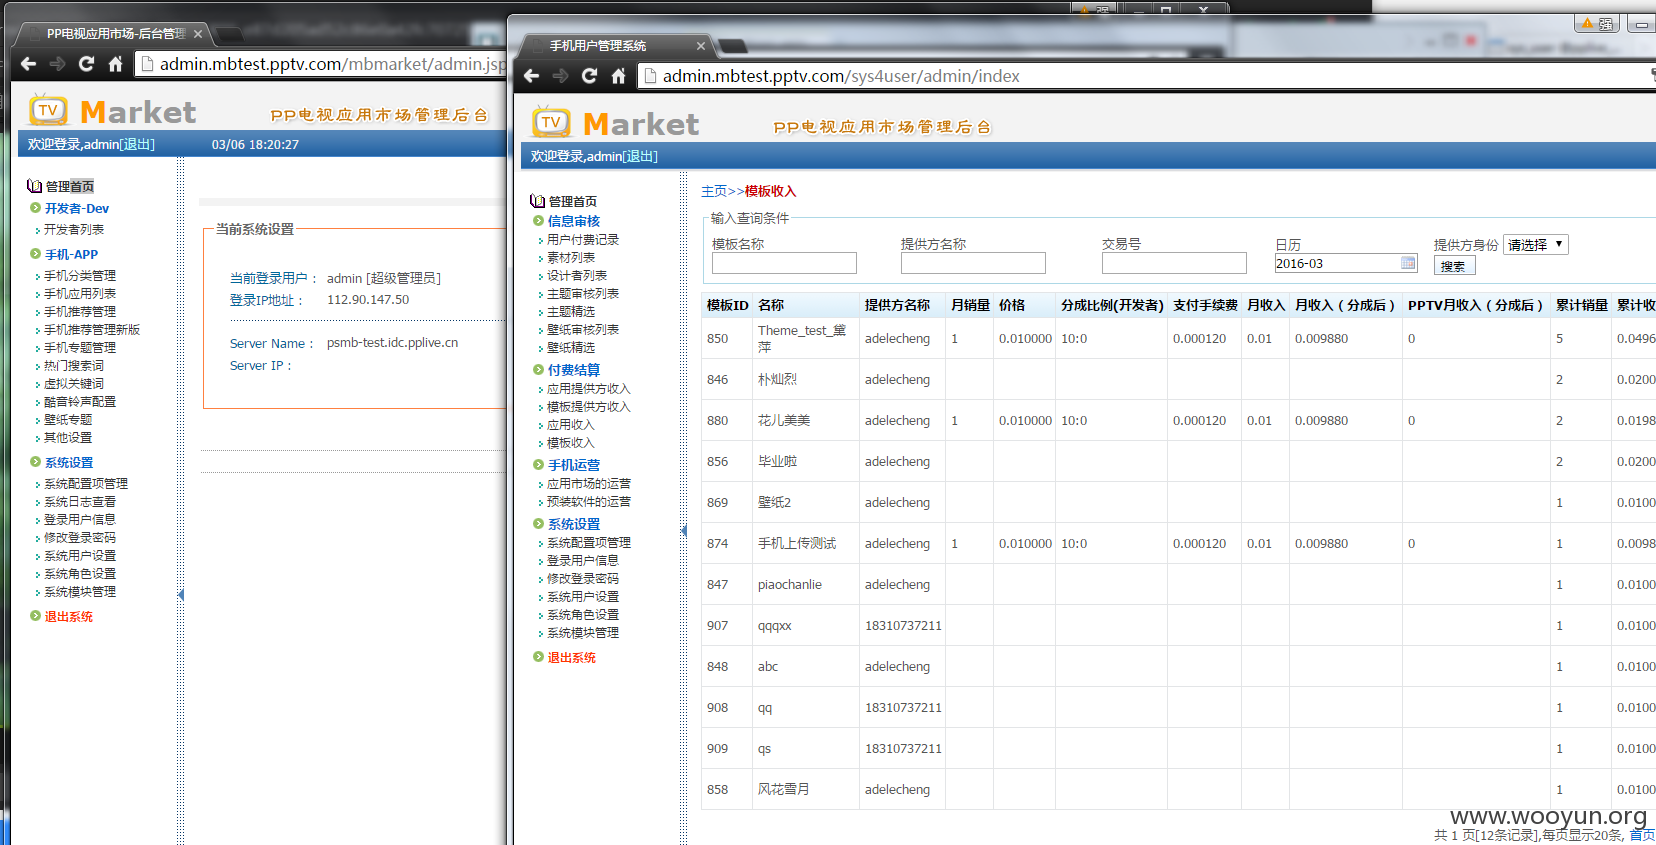 PP电视应用市场-后台管理
admin.mbtest.pptv.com/mbmarket/admin.jsp
TV Market
PP电视应用市场管理后台
欢迎登录,admin[退出] 03/06 18:20:27
管理首页
开发者-Dev
开发者列表
手机-APP
手机分类管理
手机应用列表
手机推荐管理
手机推荐管理新版
手机专题管理
热门搜索词
虚拟关键词
酷音铃声配置
壁纸专题
其他设置
系统设置
系统配置项管理
系统日志查看
登录用户信息
修改登录密码
系统用户设置
系统角色设置
系统模块管理
退出系统
当前系统设置
当前登录用户： admin [超级管理员]
登录IP地址： 112.90.147.50
Server Name： psmb-test.idc.pplive.cn
Server IP：
强
强
手机用户管理系统
admin.mbtest.pptv.com/sys4user/admin/index
TV Market
PP电视应用市场管理后台
欢迎登录,admin[退出]
管理首页
信息审核
用户付费记录
素材列表
设计者列表
主题审核列表
主题精选
壁纸审核列表
壁纸精选
付费结算
应用提供方收入
模板提供方收入
应用收入
模板收入
手机运营
应用市场的运营
预装软件的运营
系统设置
系统配置项管理
登录用户信息
修改登录密码
系统用户设置
系统角色设置
系统模块管理
退出系统
主页>>模板收入
输入查询条件
模板名称 提供方名称 交易号 日历 提供方身份 请选择
2016-03 搜索
模板ID 名称 提供方名称 月销量 价格 分成比例(开发者) 支付手续费 月收入 月收入（分成后） PPTV月收入（分成后） 累计销量 累计收
850 Theme_test_黛萍 adelecheng 1 0.010000 10:0 0.000120 0.01 0.009880 0 5 0.0496
846 朴灿烈 adelecheng 2 0.0200
880 花儿美美 adelecheng 1 0.010000 10:0 0.000120 0.01 0.009880 0 2 0.0198
856 毕业啦 adelecheng 2 0.0200
869 壁纸2 adelecheng 1 0.0100
874 手机上传测试 adelecheng 1 0.010000 10:0 0.000120 0.01 0.009880 0 1 0.0098
847 piaochanlie adelecheng 1 0.0100
907 qqqxx 18310737211 1 0.0100
848 abc adelecheng 1 0.0100
908 qq 18310737211 1 0.0100
909 qs 18310737211 1 0.0100
858 风花雪月 adelecheng 1 0.0100
www.wooyun.org
共 1 页[12条记录],每页显示20条, 首页